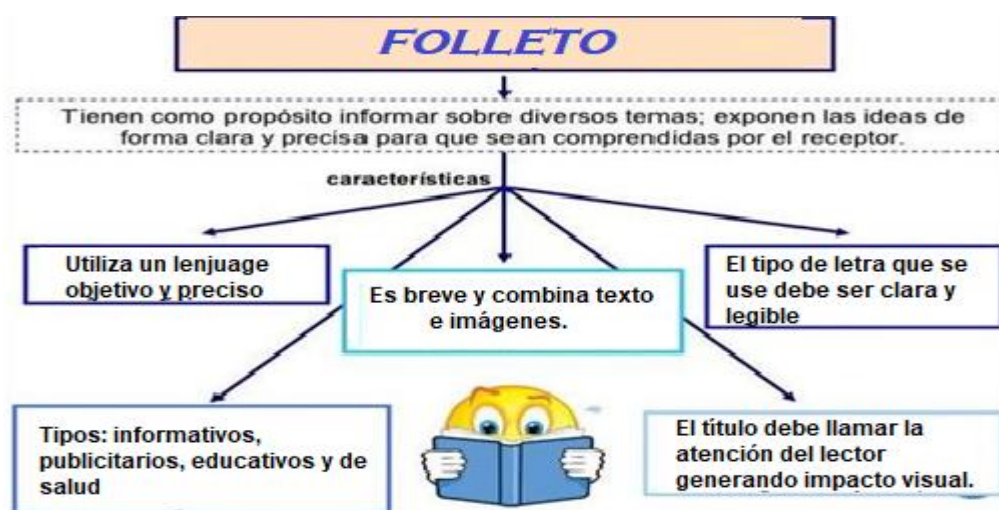 FOLLETO
Tienen como propósito informar sobre diversos temas; exponen las ideas de
forma clara y precisa para que sean comprendidas por el receptor.
características
Utiliza un lenjuage
objetivo y preciso
Es breve y combina texto
e imágenes.
El tipo de letra que se
use debe ser clara y
legible
Tipos: informativos,
publicitarios, educativos y de
salud
El título debe llamar la
atención del lector
generando impacto visual.